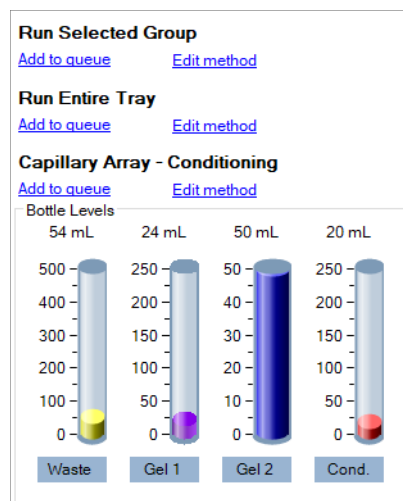 Run Selected Group
Add to queue Edit method
Run Entire Tray
Add to queue Edit method
Capillary Array - Conditioning
Add to queue Edit method
Bottle Levels
54 mL 24 mL 50 mL 20 mL
500 250 50 250
400 200 40 200
300 150 30 150
200 100 20 100
100 50 10 50
0 0 0 0
Waste Gel 1 Gel 2 Cond.